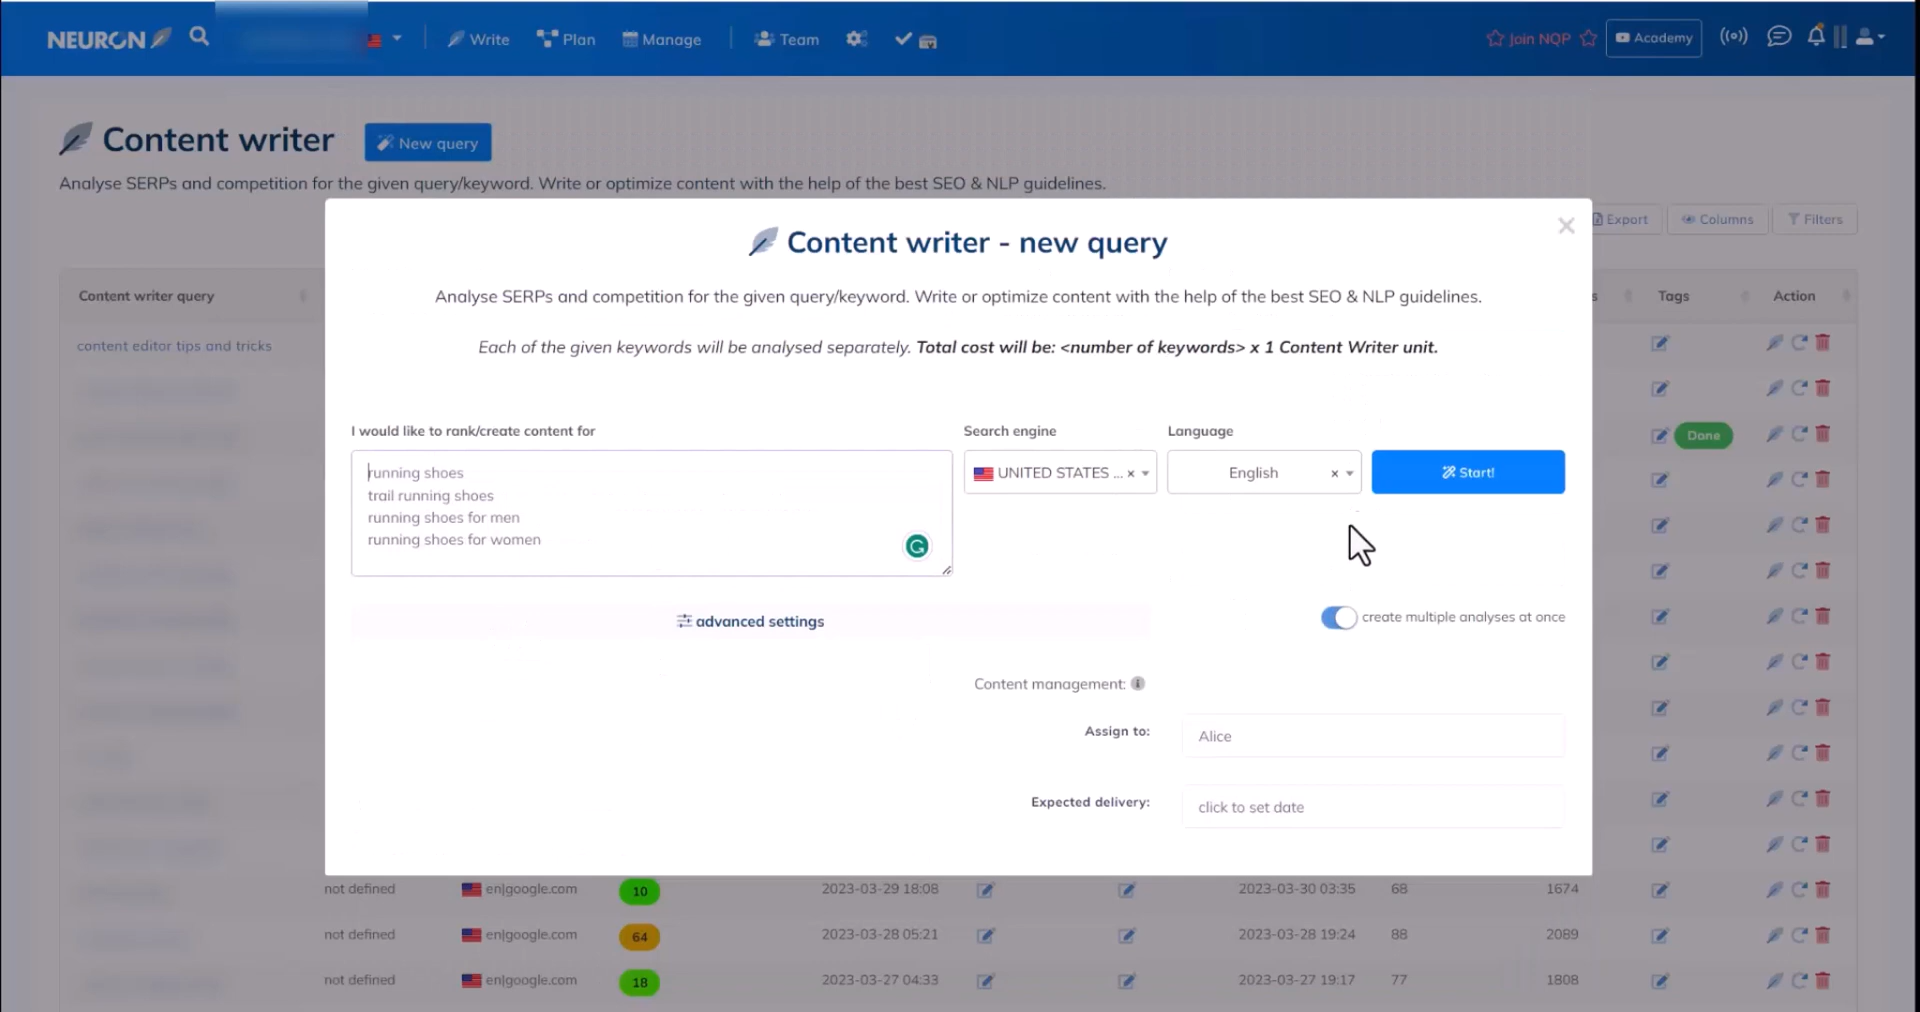 NEURON Write Plan Manage Team Join NQP Academy
Content writer New query
Analyse SERPs and competition for the given query/keyword. Write or optimize content with the help of the best SEO & NLP guidelines.
Export Columns Filters
Content writer - new query
Content writer query s Tags Action
Analyse SERPs and competition for the given query/keyword. Write or optimize content with the help of the best SEO & NLP guidelines.
content editor tips and tricks
Each of the given keywords will be analysed separately. Total cost will be: <number of keywords> x 1 Content Writer unit.
I would like to rank/create content for Search engine Language
Done
running shoes UNITED STATES ... × English × Start!
trail running shoes
running shoes for men
running shoes for women
advanced settings create multiple analyses at once
Content management:
Assign to: Alice
Expected delivery: click to set date
not defined en|google.com 10 2023-03-29 18:08 2023-03-30 03:35 68 1674
not defined en|google.com 64 2023-03-28 05:21 2023-03-28 19:24 88 2089
not defined en|google.com 18 2023-03-27 04:33 2023-03-27 19:17 77 1808